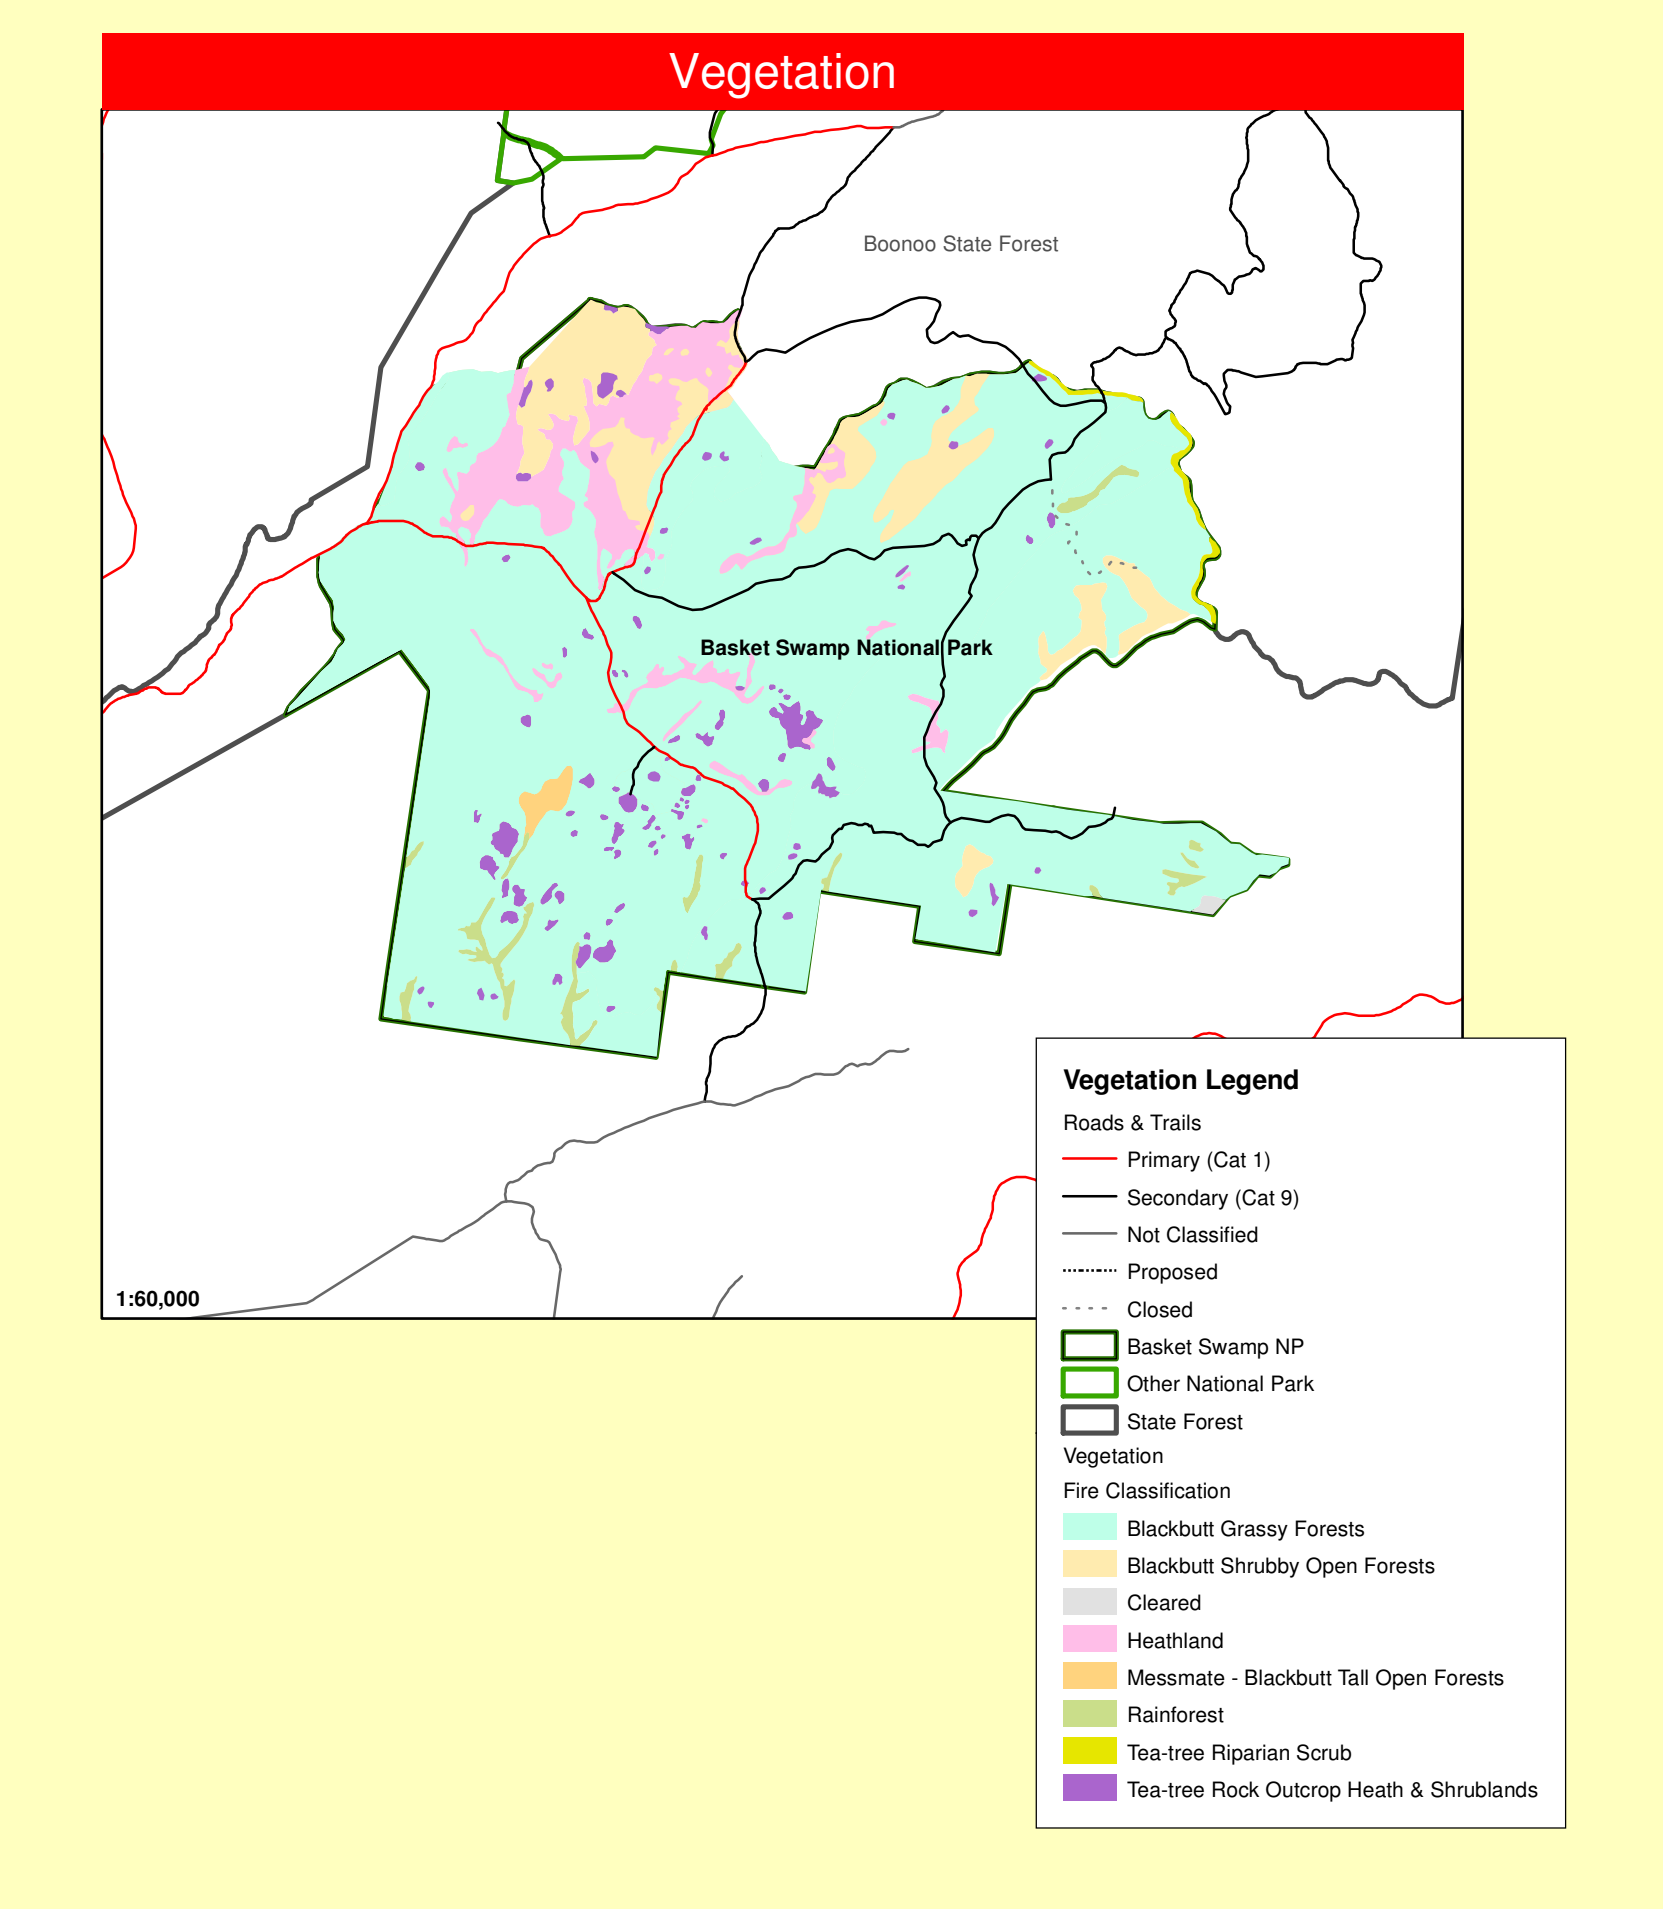 Vegetation
Boonoo State Forest
Basket Swamp National Park
1:60,000
Vegetation Legend
Roads & Trails
Primary (Cat 1)
Secondary (Cat 9)
Not Classified
Proposed
Closed
Basket Swamp NP
Other National Park
State Forest
Vegetation
Fire Classification
Blackbutt Grassy Forests
Blackbutt Shrubby Open Forests
Cleared
Heathland
Messmate - Blackbutt Tall Open Forests
Rainforest
Tea-tree Riparian Scrub
Tea-tree Rock Outcrop Heath & Shrublands